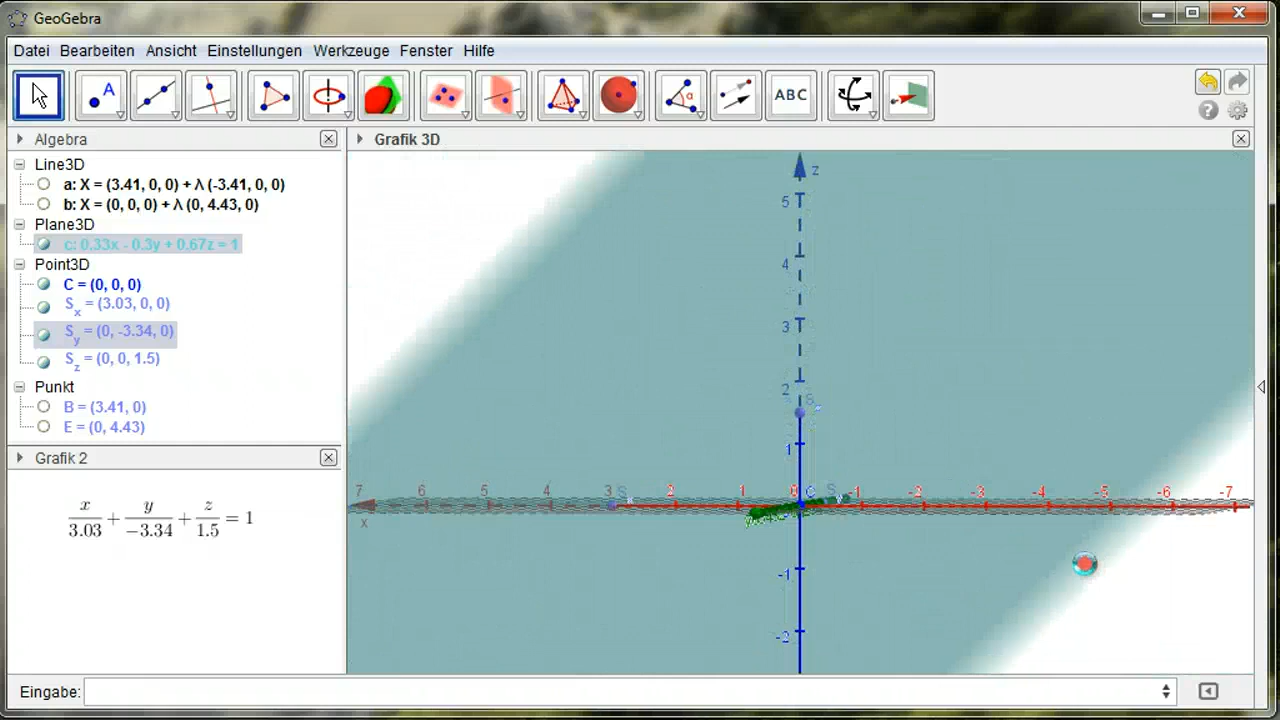 GeoGebra
Datei Bearbeiten Ansicht Einstellungen Werkzeuge Fenster Hilfe
A
α
ABC
Algebra
Line3D
a: X = (3.41, 0, 0) + λ (-3.41, 0, 0)
b: X = (0, 0, 0) + λ (0, 4.43, 0)
Plane3D
c: 0.33x - 0.3y + 0.67z = 1
Point3D
C = (0, 0, 0)
Sx = (3.03, 0, 0)
Sy = (0, -3.34, 0)
Sz = (0, 0, 1.5)
Punkt
B = (3.41, 0)
E = (0, 4.43)
Grafik 2
x/3.03 + y/−3.34 + z/1.5 = 1
Grafik 3D
z
5
4
3
2
1
7 6 5 4 3 2 1 0 -1 -2 -3 -4 -5 -6 -7
x
-1
-2
Eingabe: